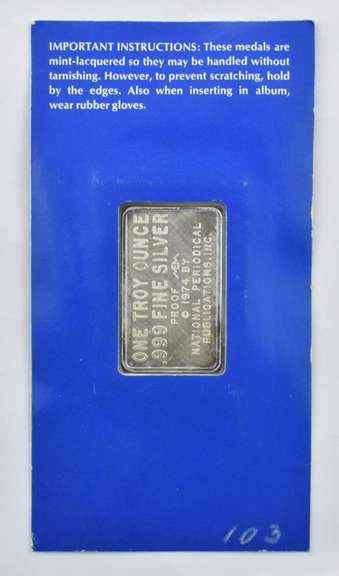 IMPORTANT INSTRUCTIONS: These medals are
mint-lacquered so they may be handled without
tarnishing. However, to prevent scratching, hold
by the edges. Also when inserting in album,
wear rubber gloves.
ONE TROY OUNCE
.999 FINE SILVER
PROOF MEM
© 1974 BY
NATIONAL PERIODICAL
PUBLICATIONS, INC.
103